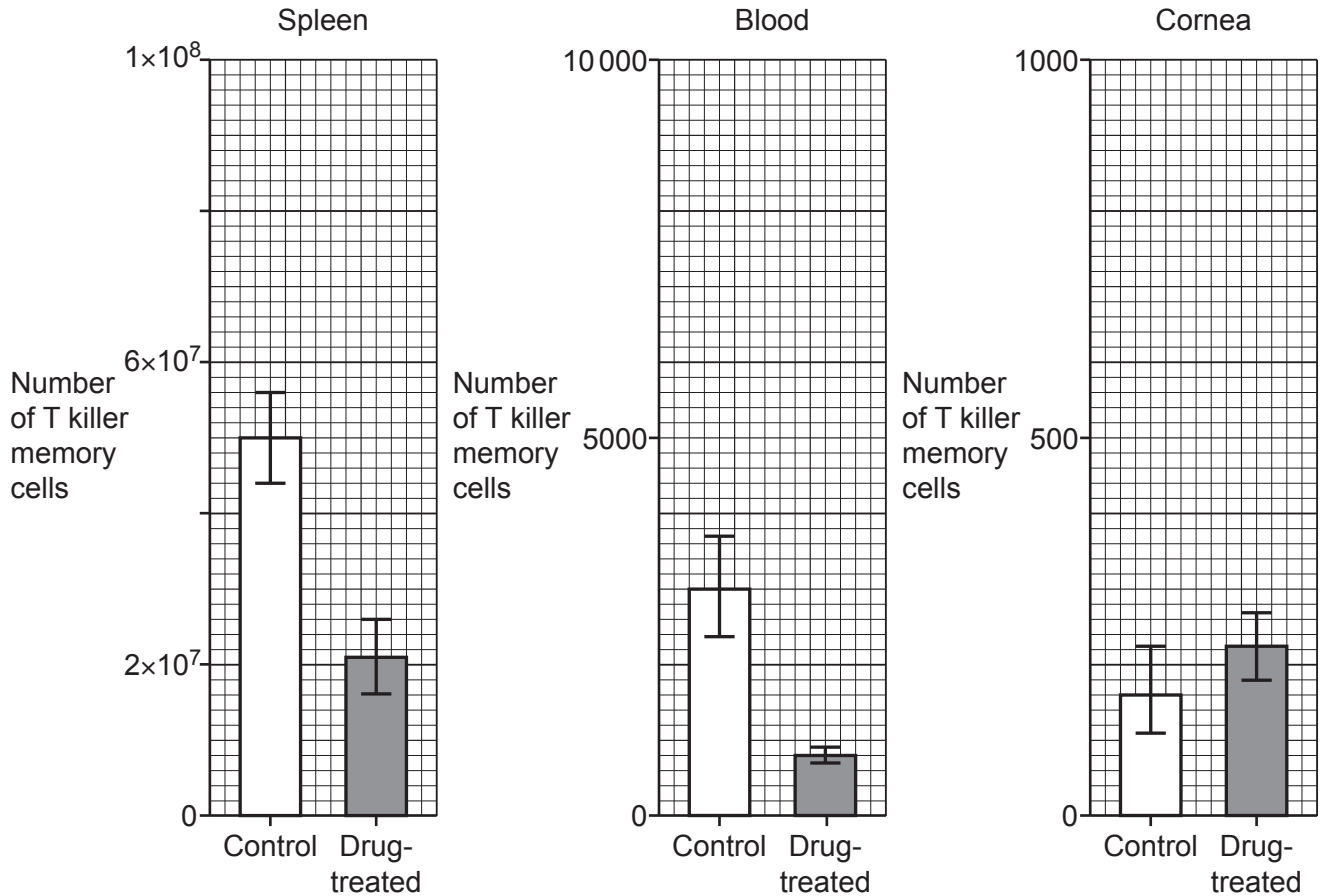 Spleen
1×10⁸
6×10⁷
2×10⁷
0
Number
of T killer
memory
cells
Control
Drug-
treated
Blood
10 000
5000
0
Number
of T killer
memory
cells
Control
Drug-
treated
Cornea
1000
500
0
Number
of T killer
memory
cells
Control
Drug-
treated